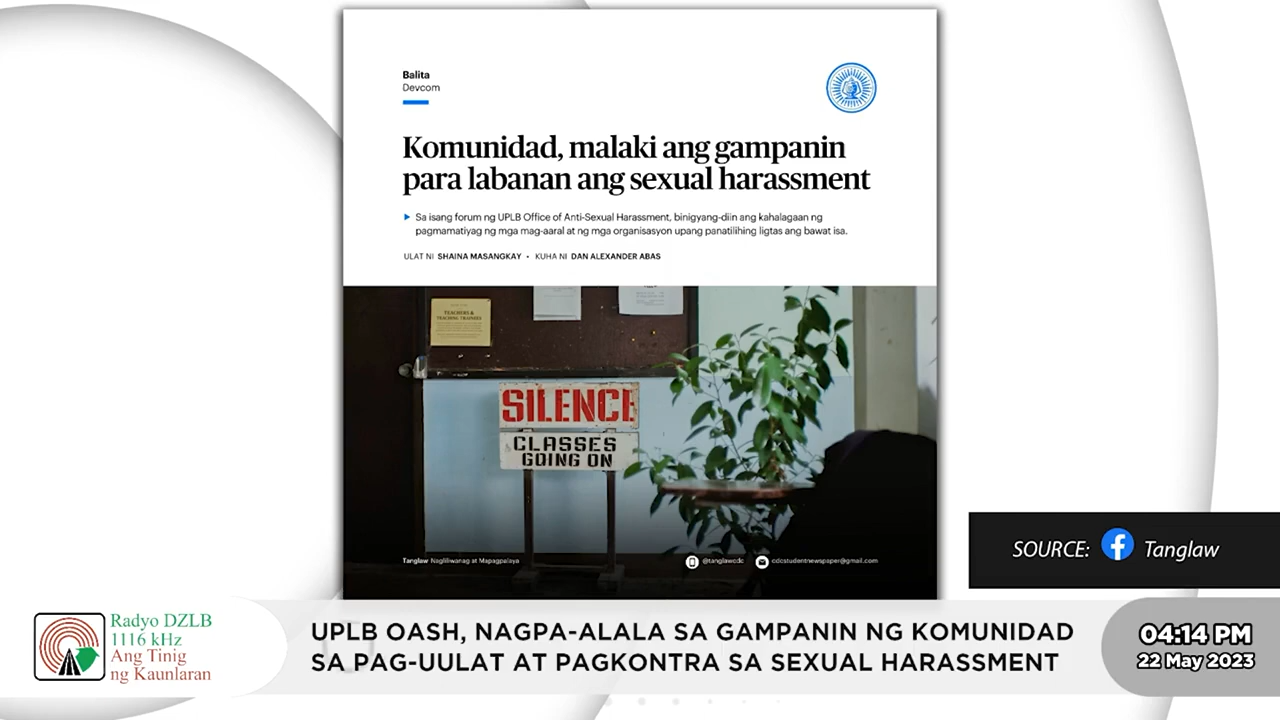 Balita
Devcom
Komunidad, malaki ang gampanin
para labanan ang sexual harassment
Sa isang forum ng UPLB Office of Anti-Sexual Harassment, binigyang-diin ang kahalagaan ng
pagmamatiyag ng mga mag-aaral at ng mga organisasyon upang panatilihing ligtas ang bawat isa.
ULAT NI SHAINA MASANGKAY • KUHA NI DAN ALEXANDER ABAS
TEACHERS &
TEACHING TRAINEES
SILENCE
CLASSES
GOING ON
Tanglaw Nagliliwanag at Mapagpalaya
@tanglawcdc
cdcstudentnewspaper@gmail.com
SOURCE: Tanglaw
Radyo DZLB
1116 kHz
Ang Tinig
ng Kaunlaran
UPLB OASH, NAGPA-ALALA SA GAMPANIN NG KOMUNIDAD
SA PAG-UULAT AT PAGKONTRA SA SEXUAL HARASSMENT
04:14 PM
22 May 2023